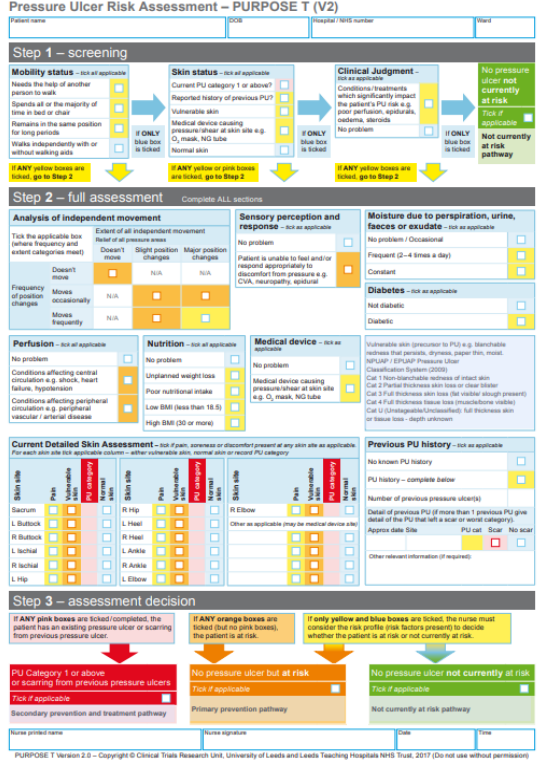 Pressure Ulcer Risk Assessment – PURPOSE T (V2)
Patient name
DOB
Hospital / NHS number
Ward
Step 1 – screening
Mobility status – tick all applicable
Needs the help of another
person to walk
Spends all or the majority of
time in bed or chair
Remains in the same position
for long periods
Walks independently with or
without walking aids
If ONLY
blue box
is ticked
If ANY yellow boxes are
ticked, go to Step 2
Skin status – tick all applicable
Current PU category 1 or above?
Reported history of previous PU?
Vulnerable skin
Medical device causing
pressure/shear at skin site e.g.
O2 mask, NG tube
Normal skin
If ONLY
blue box
is ticked
If ANY yellow or pink boxes
are ticked, go to Step 2
Clinical Judgment –
tick as applicable
Conditions/treatments
which significantly impact
the patient's PU risk e.g.
poor perfusion, epidurals,
oedema, steroids
No problem
If ONLY
blue box
is ticked
If ANY yellow boxes are
ticked, go to Step 2
No pressure
ulcer not
currently
at risk
Tick if
applicable
Not currently
at risk
pathway
Step 2 – full assessment Complete ALL sections
Analysis of independent movement
Tick the applicable box
(where frequency and
extent categories meet)
Extent of all independent movement
Relief of all pressure areas
Doesn't
move
Slight position
changes
Major position
changes
Frequency
of position
changes
Doesn't
move
N/A
N/A
Moves
occasionally
N/A
Moves
frequently
N/A
Sensory perception and
response – tick as applicable
No problem
Patient is unable to feel and/or
respond appropriately to
discomfort from pressure e.g.
CVA, neuropathy, epidural
Moisture due to perspiration, urine,
faeces or exudate – tick as applicable
No problem / Occasional
Frequent (2–4 times a day)
Constant
Diabetes – tick as applicable
Not diabetic
Diabetic
Perfusion – tick all applicable
No problem
Conditions affecting central
circulation e.g. shock, heart
failure, hypotension
Conditions affecting peripheral
circulation e.g. peripheral
vascular / arterial disease
Nutrition – tick all applicable
No problem
Unplanned weight loss
Poor nutritional intake
Low BMI (less than 18.5)
High BMI (30 or more)
Medical device – tick as
applicable
No problem
Medical device causing
pressure/shear at skin site
e.g. O2 mask, NG tube
Vulnerable skin (precursor to PU) e.g. blanchable
redness that persists, dryness, paper thin, moist.
NPUAP / EPUAP Pressure Ulcer
Classification System (2009)
Cat 1 Non-blanchable redness of intact skin
Cat 2 Partial thickness skin loss or clear blister
Cat 3 Full thickness skin loss (fat visible/ slough present)
Cat 4 Full thickness tissue loss (muscle/bone visible)
Cat U (Unstageable/Unclassified): full thickness skin
or tissue loss - depth unknown
Current Detailed Skin Assessment – tick if pain, soreness or discomfort present at any skin site as applicable.
For each skin site tick applicable column – either vulnerable skin, normal skin or record PU category
Skin site
Pain
Vulnerable
skin
PU category
Normal
skin
Skin site
Pain
Vulnerable
skin
PU category
Normal
skin
Skin site
Pain
Vulnerable
skin
PU category
Normal
skin
Sacrum
R Hip
R Elbow
L Buttock
L Heel
Other as applicable (may be medical device site)
R Buttock
R Heel
L Ischial
L Ankle
R Ischial
R Ankle
L Hip
L Elbow
Previous PU history – tick as applicable
No known PU history
PU history – complete below
Number of previous pressure ulcer(s)
Detail of previous PU (if more than 1 previous PU give
detail of the PU that left a scar or worst category).
Approx date Site
PU cat
Scar
No scar
Other relevant information (if required):
Step 3 – assessment decision
If ANY pink boxes are ticked/completed, the
patient has an existing pressure ulcer or scarring
from previous pressure ulcer.
If ANY orange boxes are
ticked (but no pink boxes),
the patient is at risk.
If only yellow and blue boxes are ticked, the nurse must
consider the risk profile (risk factors present) to decide
whether the patient is at risk or not currently at risk.
PU Category 1 or above
or scarring from previous pressure ulcers
Tick if applicable
Secondary prevention and treatment pathway
No pressure ulcer but at risk
Tick if applicable
Primary prevention pathway
No pressure ulcer not currently at risk
Tick if applicable
Not currently at risk pathway
Nurse printed name
Nurse signature
Date
Time
PURPOSE T Version 2.0 – Copyright © Clinical Trials Research Unit, University of Leeds and Leeds Teaching Hospitals NHS Trust, 2017 (Do not use without permission)